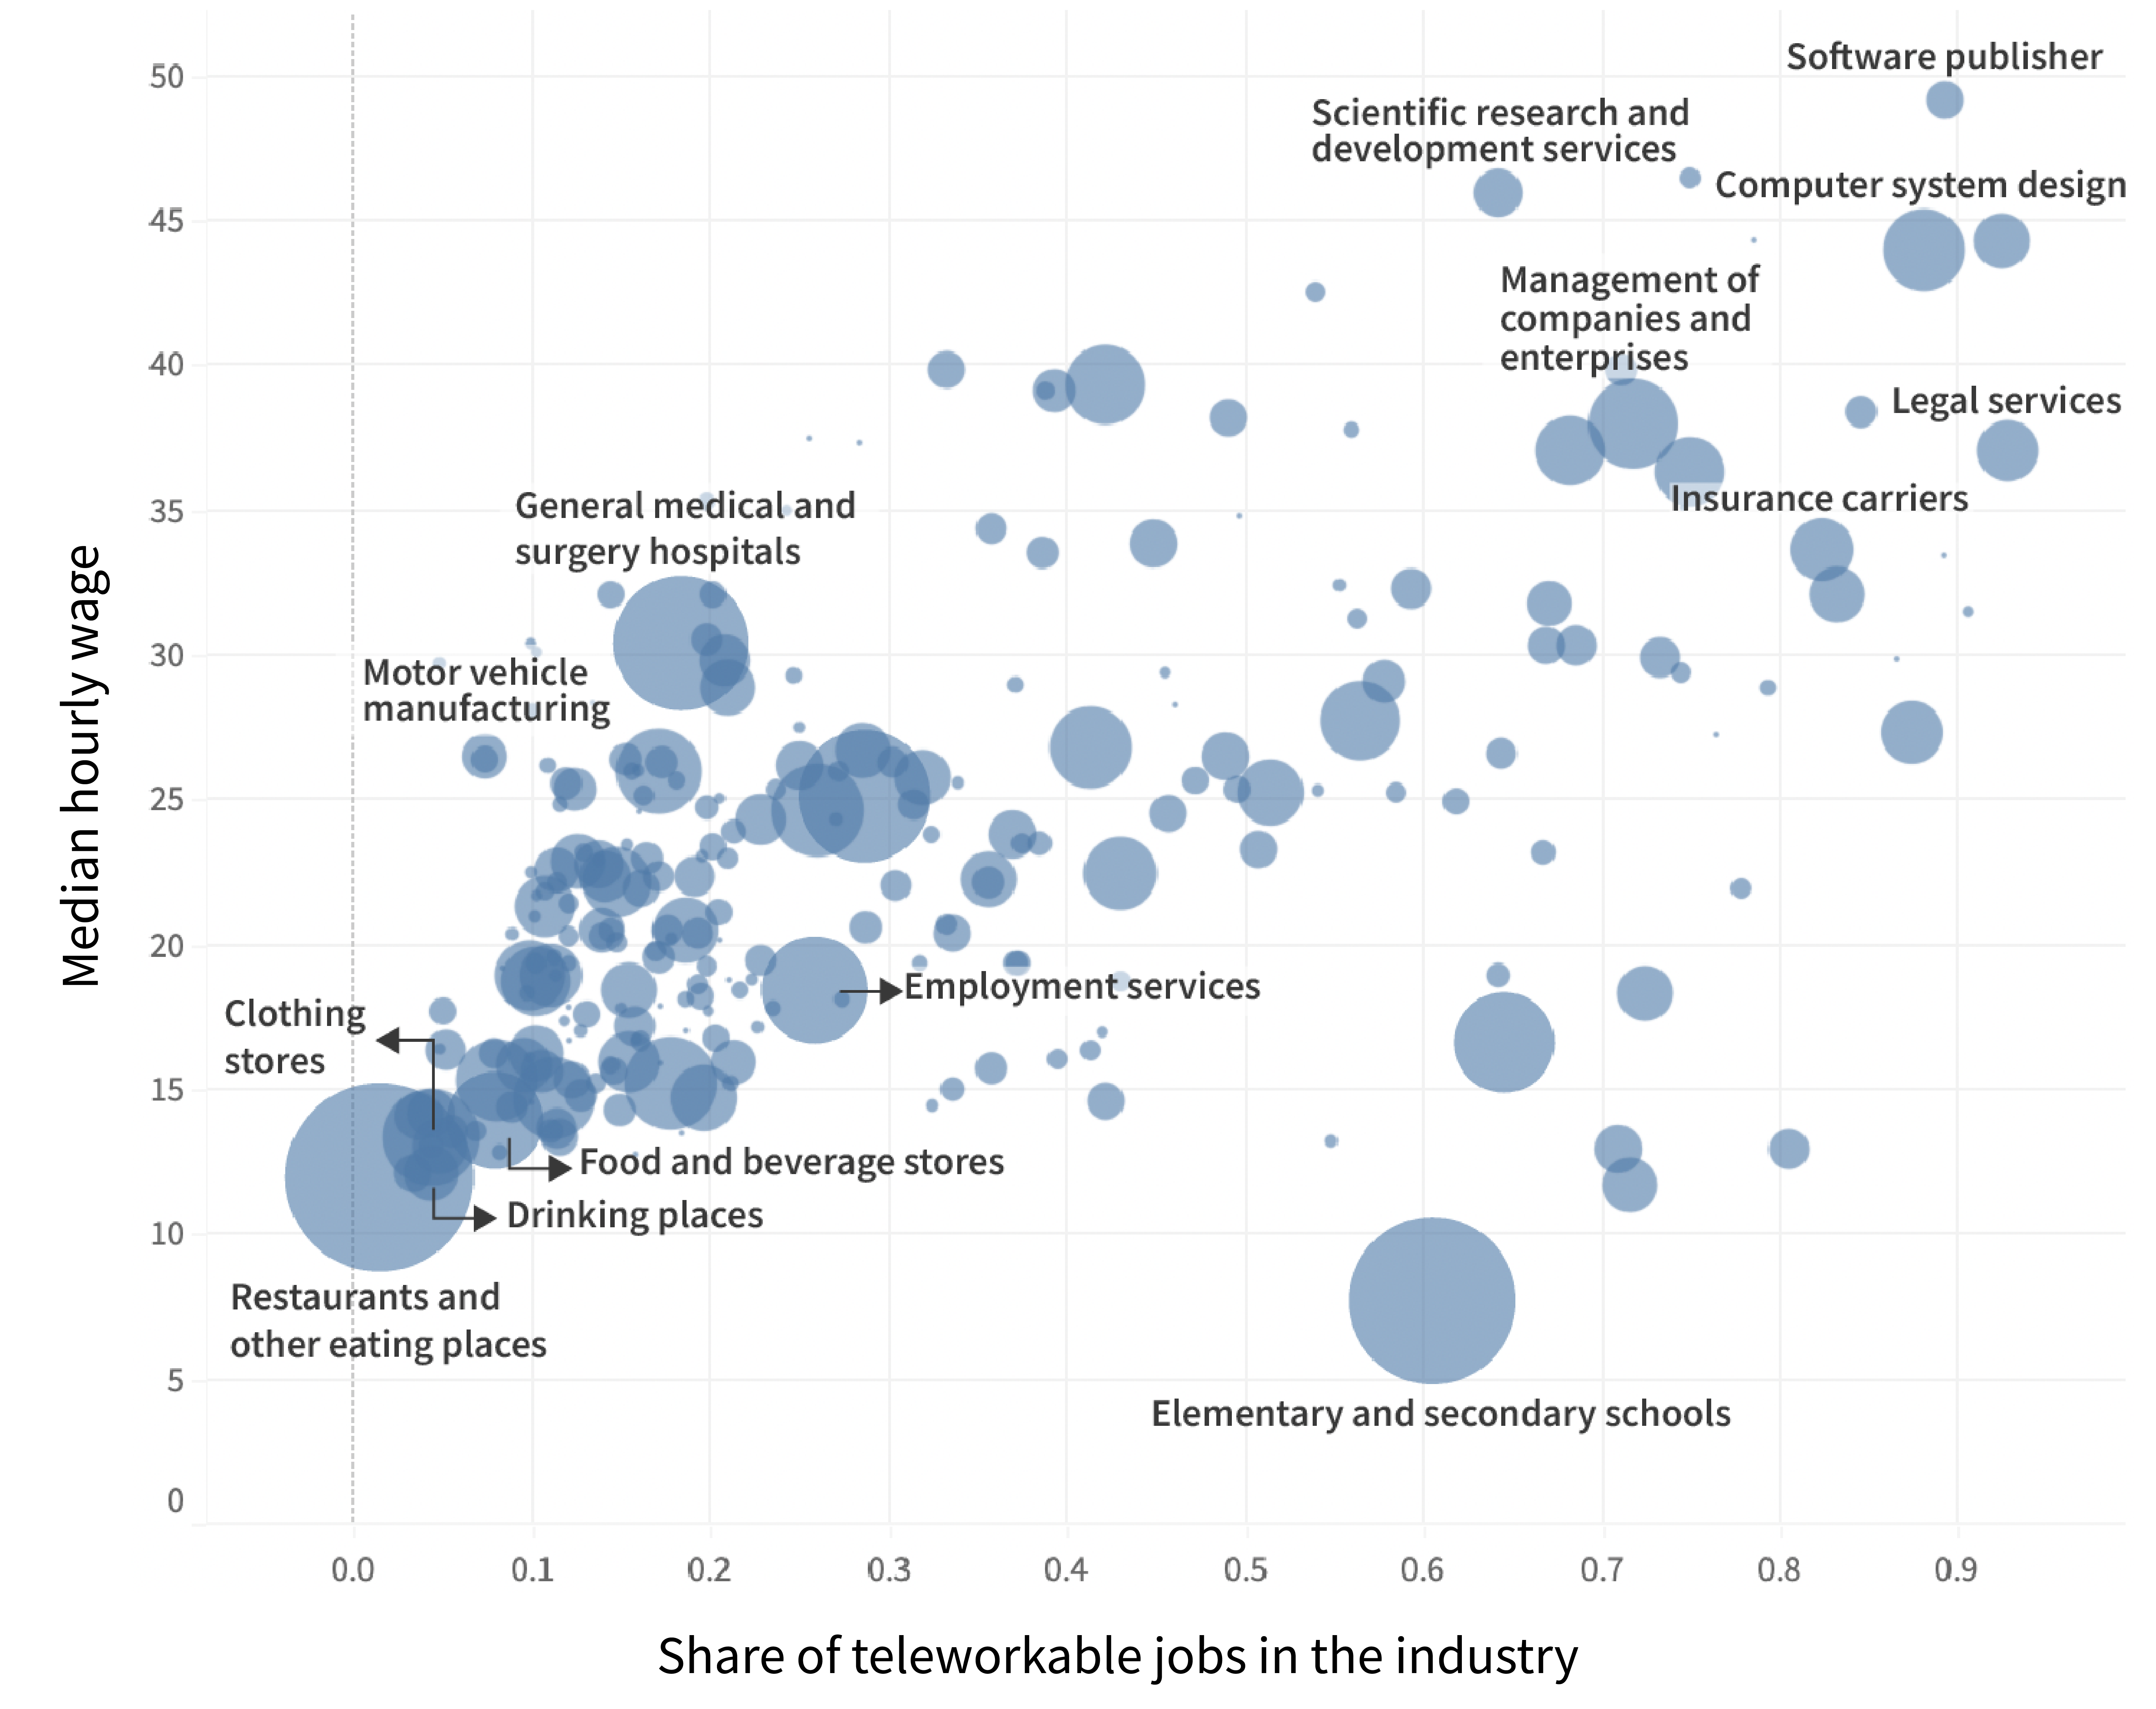 Software publisher
Scientific research and
development services
Computer system design
Management of
companies and
enterprises
Legal services
General medical and
surgery hospitals
Insurance carriers
Motor vehicle
manufacturing
Employment services
Clothing
stores
Food and beverage stores
Drinking places
Restaurants and
other eating places
Elementary and secondary schools
Median hourly wage
50
45
40
35
30
25
20
15
10
5
0
0.0 0.1 0.2 0.3 0.4 0.5 0.6 0.7 0.8 0.9
Share of teleworkable jobs in the industry